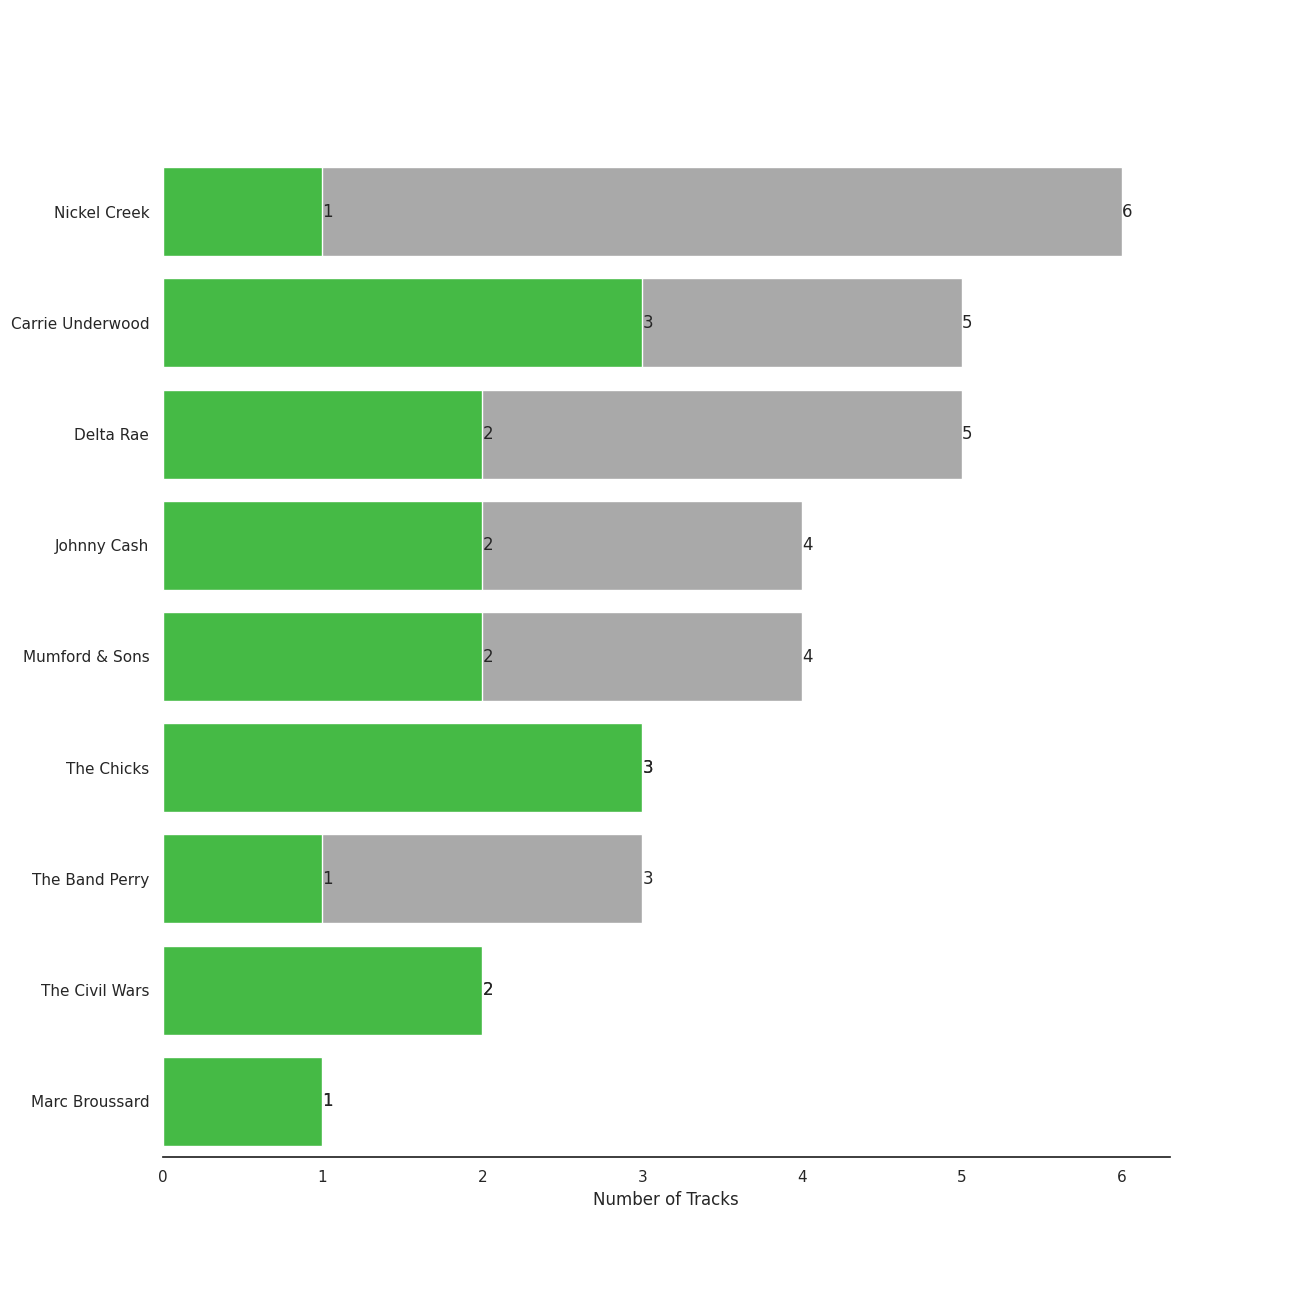 Nickel Creek 1 6
Carrie Underwood 3 5
Delta Rae 2 5
Johnny Cash 2 4
Mumford & Sons 2 4
The Chicks 3
The Band Perry 1 3
The Civil Wars 2
Marc Broussard 1
0 1 2 3 4 5 6
Number of Tracks